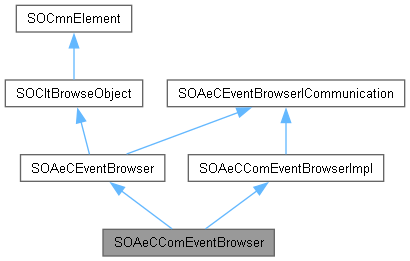 SOCmnElement
SOCltBrowseObject
SOAeCEventBrowserICommunication
SOAeCEventBrowser
SOAeCComEventBrowserImpl
SOAeCComEventBrowser